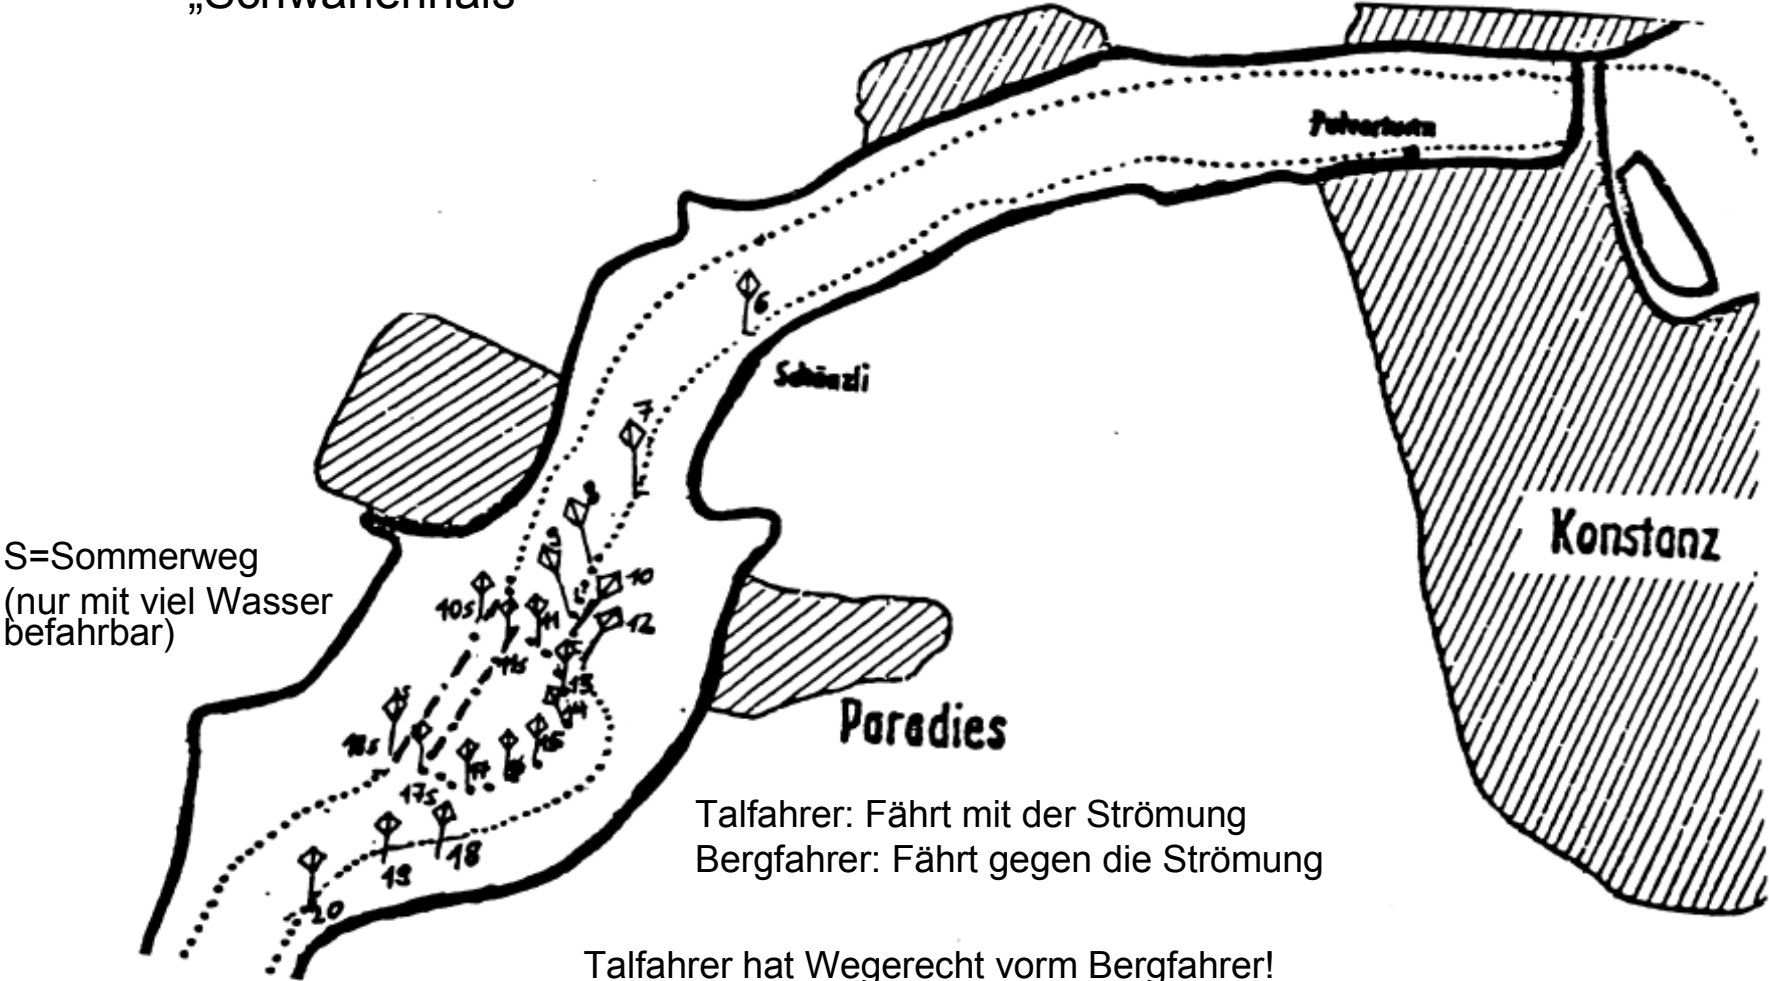 „Schwanenhals
Pulverturm
6
Schänzli
7
8
9
S=Sommerweg
(nur mit viel Wasser
befahrbar)
Konstanz
10
10s
11
12
11s
13
14
Paradies
18s
15
16
17
17s
Talfahrer: Fährt mit der Strömung
Bergfahrer: Fährt gegen die Strömung
18
19
20
Talfahrer hat Wegerecht vorm Bergfahrer!